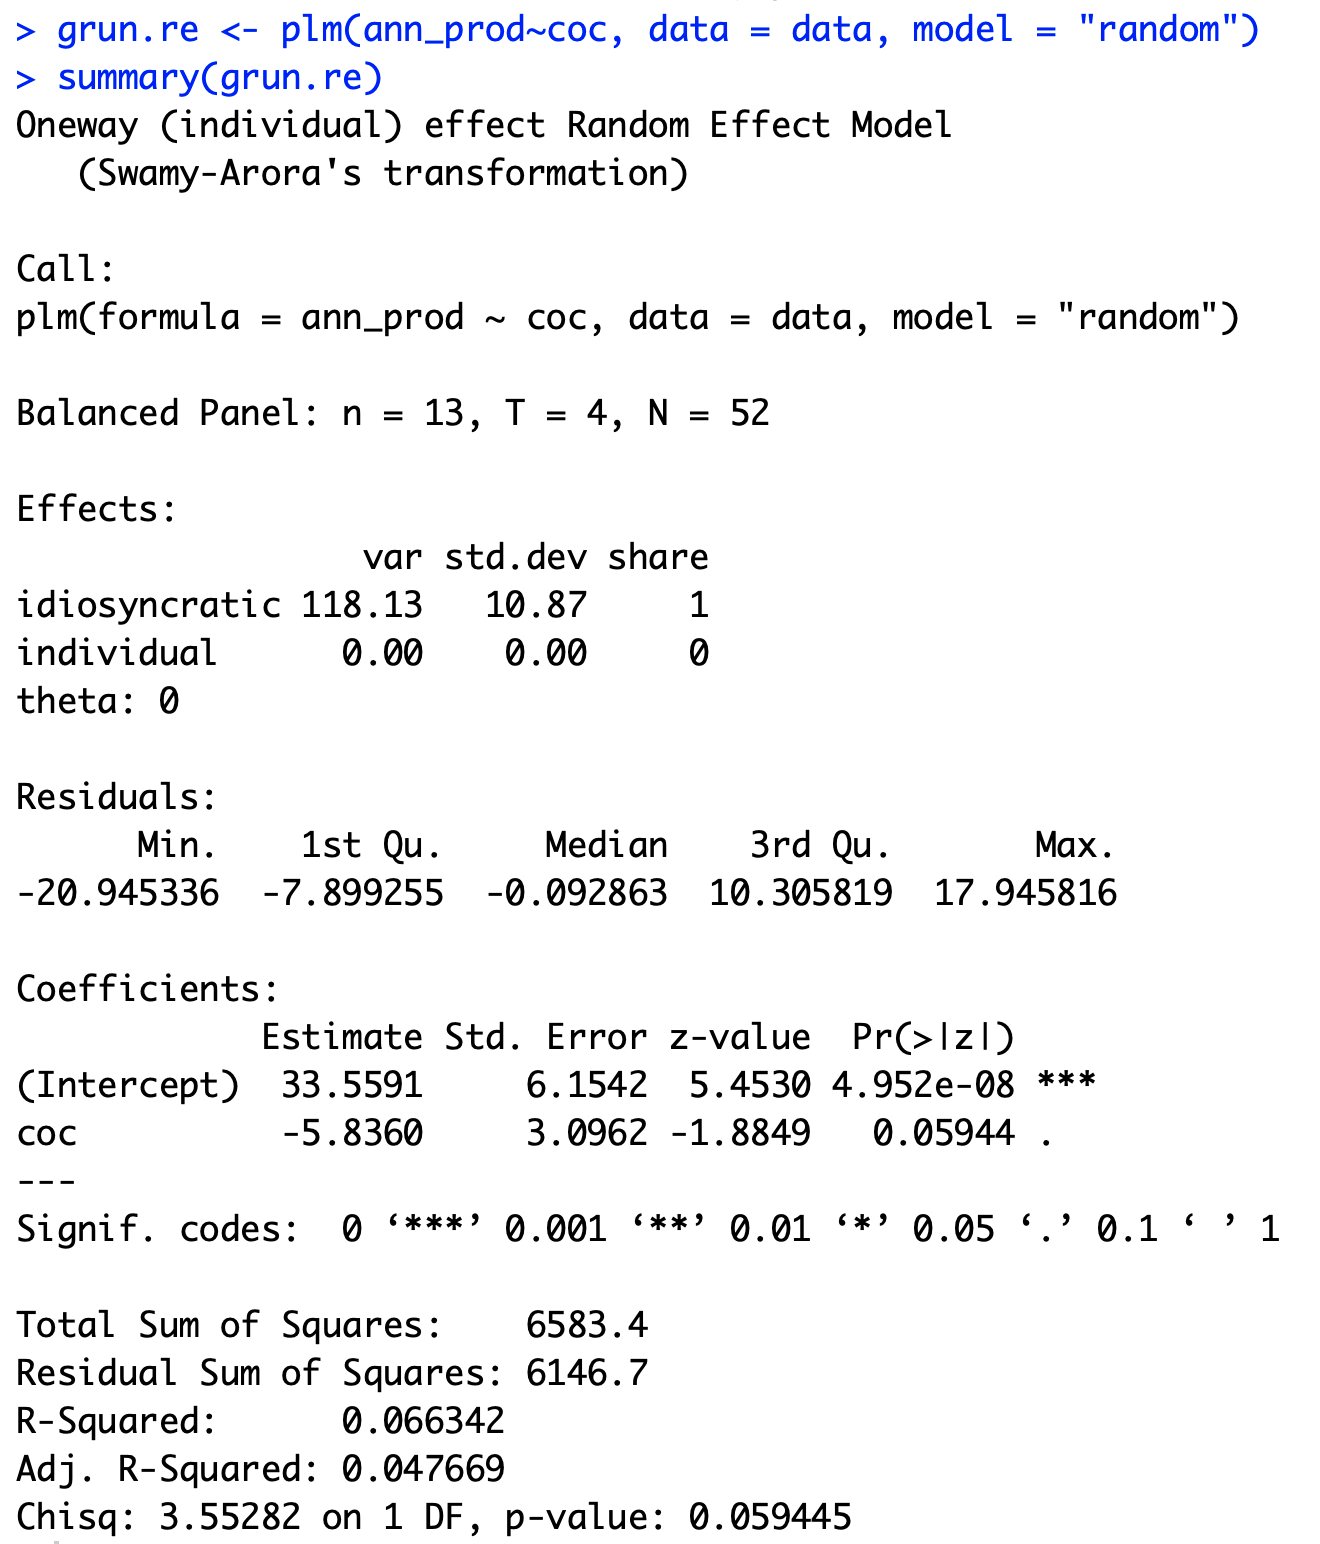 > grun.re <- plm(ann_prod~coc, data = data, model = "random")
> summary(grun.re)
Oneway (individual) effect Random Effect Model
   (Swamy-Arora's transformation)

Call:
plm(formula = ann_prod ~ coc, data = data, model = "random")

Balanced Panel: n = 13, T = 4, N = 52

Effects:
                 var std.dev share
idiosyncratic 118.13   10.87     1
individual      0.00    0.00     0
theta: 0

Residuals:
      Min.    1st Qu.     Median    3rd Qu.       Max.
-20.945336  -7.899255  -0.092863  10.305819  17.945816

Coefficients:
            Estimate Std. Error z-value  Pr(>|z|)
(Intercept)  33.5591     6.1542  5.4530 4.952e-08 ***
coc          -5.8360     3.0962 -1.8849   0.05944 .
---
Signif. codes:  0 ‘***’ 0.001 ‘**’ 0.01 ‘*’ 0.05 ‘.’ 0.1 ‘ ’ 1

Total Sum of Squares:    6583.4
Residual Sum of Squares: 6146.7
R-Squared:      0.066342
Adj. R-Squared: 0.047669
Chisq: 3.55282 on 1 DF, p-value: 0.059445